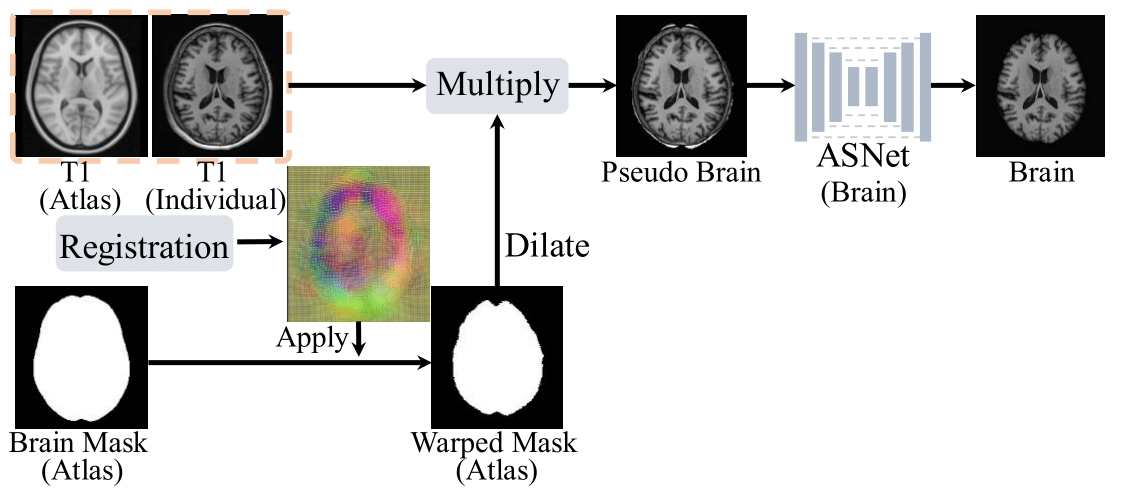 Multiply
T1
(Atlas)
T1
(Individual)
Pseudo Brain
ASNet
(Brain)
Brain
Registration
Dilate
Apply
Brain Mask
(Atlas)
Warped Mask
(Atlas)